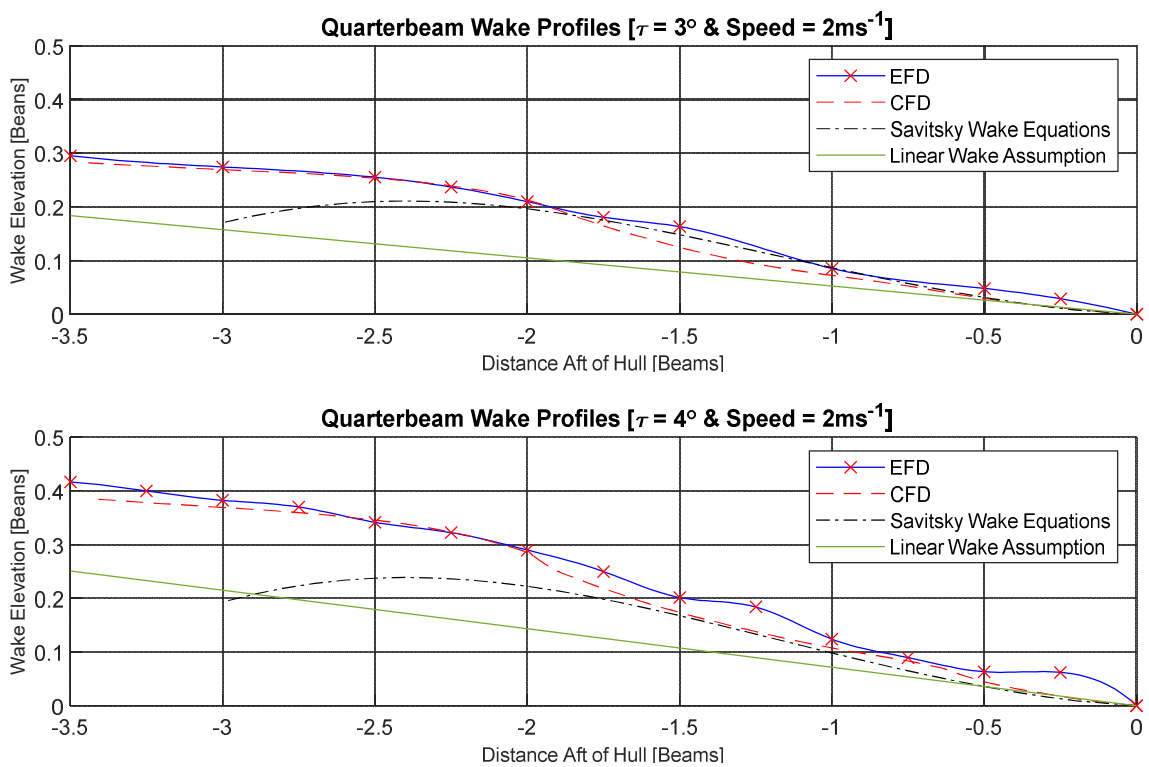 Quarterbeam Wake Profiles [τ = 3° & Speed = 2ms⁻¹]
0.5
0.4
0.3
0.2
0.1
0
Wake Elevation [Beans]
EFD
CFD
Savitsky Wake Equations
Linear Wake Assumption
-3.5 -3 -2.5 -2 -1.5 -1 -0.5 0
Distance Aft of Hull [Beams]
Quarterbeam Wake Profiles [τ = 4° & Speed = 2ms⁻¹]
0.5
0.4
0.3
0.2
0.1
0
Wake Elevation [Beans]
EFD
CFD
Savitsky Wake Equations
Linear Wake Assumption
-3.5 -3 -2.5 -2 -1.5 -1 -0.5 0
Distance Aft of Hull [Beams]